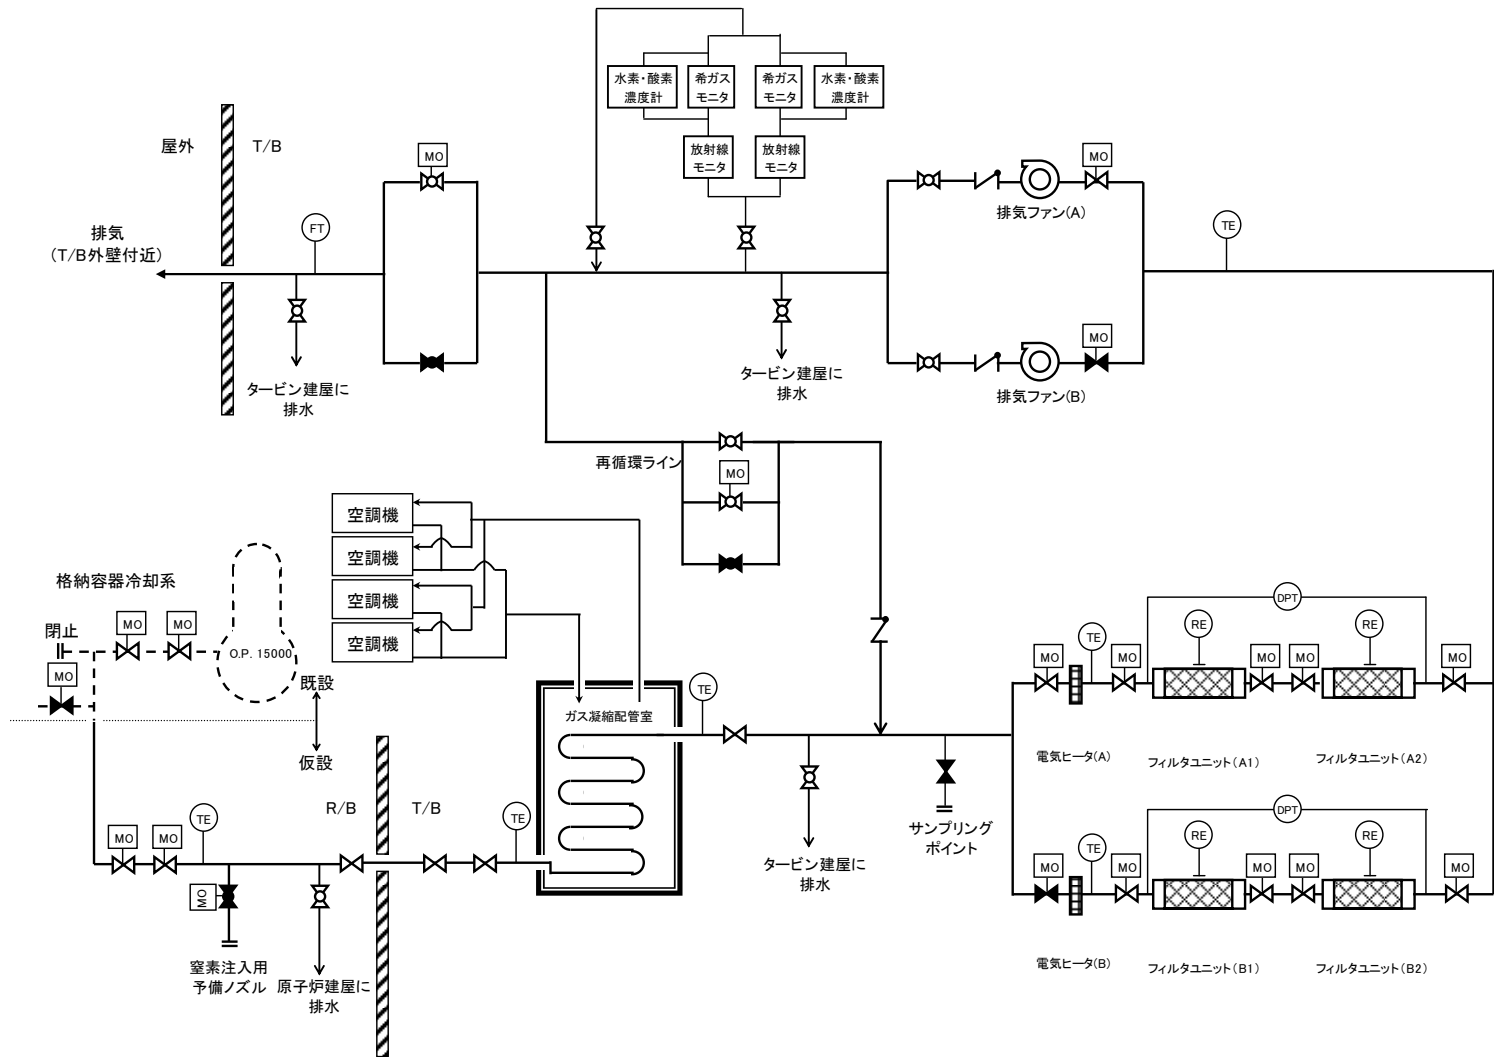 水素・酸素
濃度計
希ガス
モニタ
希ガス
モニタ
水素・酸素
濃度計
放射線
モニタ
放射線
モニタ
屋外
T/B
MO
MO
排気ファン(A)
排気
(T/B外壁付近)
FT
TE
タービン建屋に
排水
タービン建屋に
排水
MO
排気ファン(B)
再循環ライン
MO
空調機
空調機
空調機
空調機
格納容器冷却系
閉止
MO
MO
MO
O.P. 15000
既設
仮設
ガス凝縮配管室
TE
DPT
MO
TE
MO
RE
MO
MO
RE
MO
電気ヒータ(A)
フィルタユニット(A1)
フィルタユニット(A2)
R/B
T/B
TE
MO
MO
TE
タービン建屋に
排水
サンプリング
ポイント
DPT
MO
TE
MO
RE
MO
MO
RE
MO
電気ヒータ(B)
フィルタユニット(B1)
フィルタユニット(B2)
MO
窒素注入用
予備ノズル
原子炉建屋に
排水